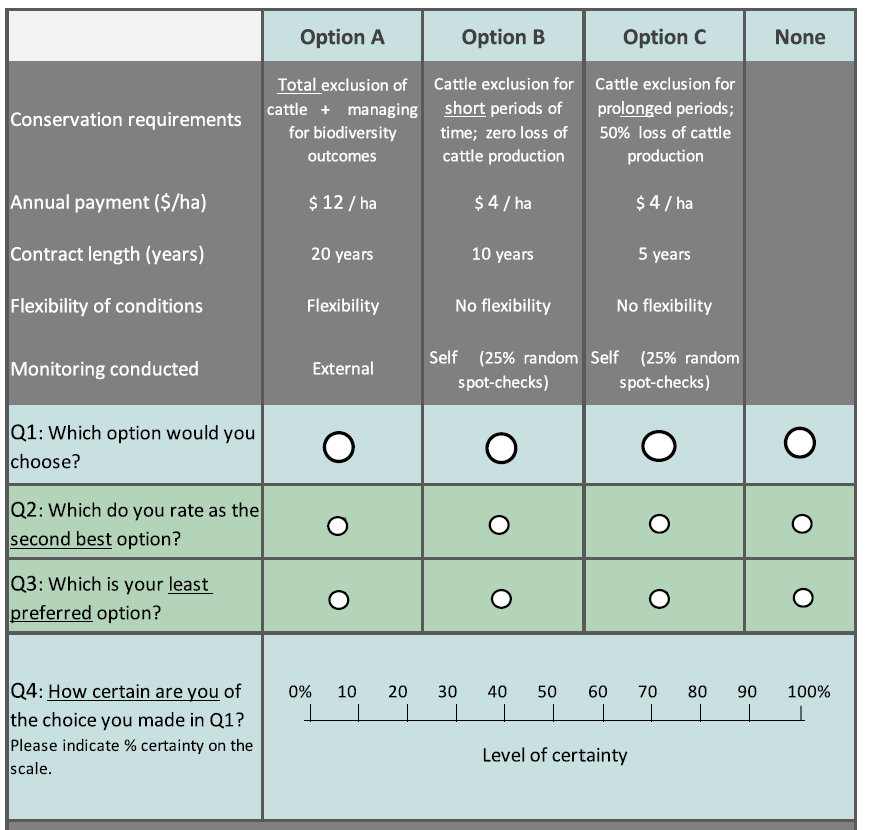 Option A
Option B
Option C
None
Conservation requirements
Total exclusion of
cattle + managing
for biodiversity
outcomes
Cattle exclusion for
short periods of
time; zero loss of
cattle production
Cattle exclusion for
prolonged periods;
50% loss of cattle
production
Annual payment ($/ha)
$ 12 / ha
$ 4 / ha
$ 4 / ha
Contract length (years)
20 years
10 years
5 years
Flexibility of conditions
Flexibility
No flexibility
No flexibility
Monitoring conducted
External
Self (25% random
spot-checks)
Self (25% random
spot-checks)
Q1: Which option would you
choose?
Q2: Which do you rate as the
second best option?
Q3: Which is your least
preferred option?
Q4: How certain are you of
the choice you made in Q1?
Please indicate % certainty on the
scale.
0% 10 20 30 40 50 60 70 80 90 100%
Level of certainty